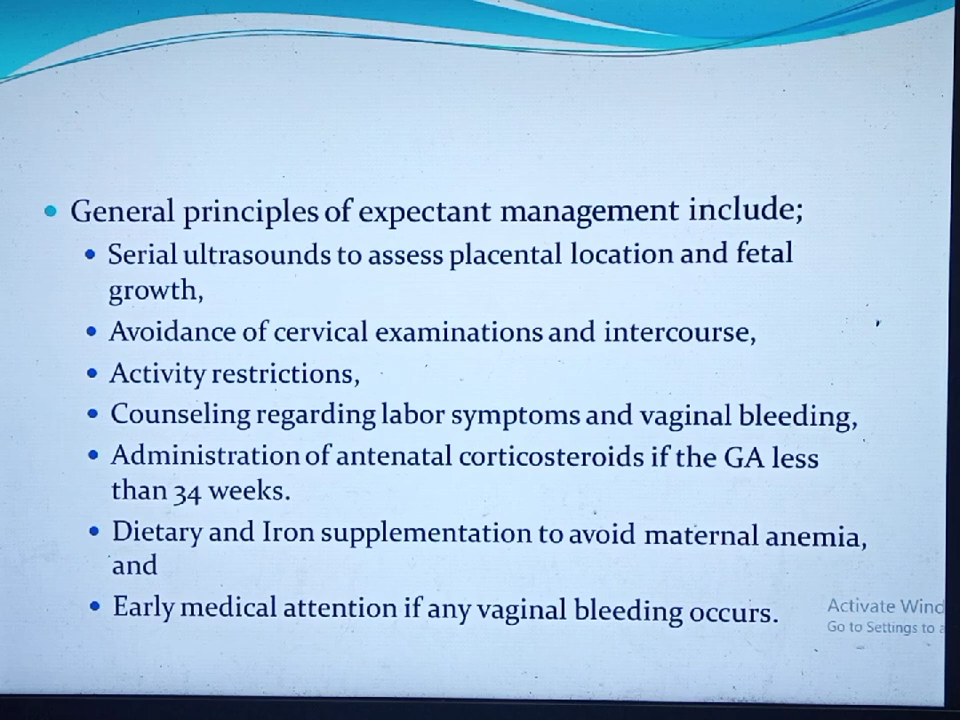 General principles of expectant management include;
Serial ultrasounds to assess placental location and fetal
growth,
Avoidance of cervical examinations and intercourse,
Activity restrictions,
Counseling regarding labor symptoms and vaginal bleeding,
Administration of antenatal corticosteroids if the GA less
than 34 weeks.
Dietary and Iron supplementation to avoid maternal anemia,
and
Early medical attention if any vaginal bleeding occurs.
Activate Wind
Go to Settings to a